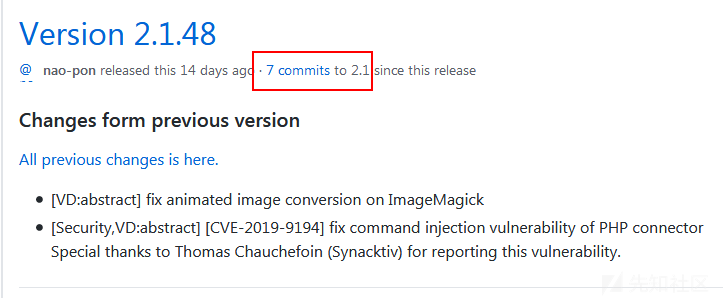 Version 2.1.48
@ nao-pon released this 14 days ago · 7 commits to 2.1 since this release
Changes form previous version
All previous changes is here.
[VD:abstract] fix animated image conversion on ImageMagick
[Security,VD:abstract] [CVE-2019-9194] fix command injection vulnerability of PHP connector
Special thanks to Thomas Chauchefoin (Synacktiv) for reporting this vulnerability.
先知社区